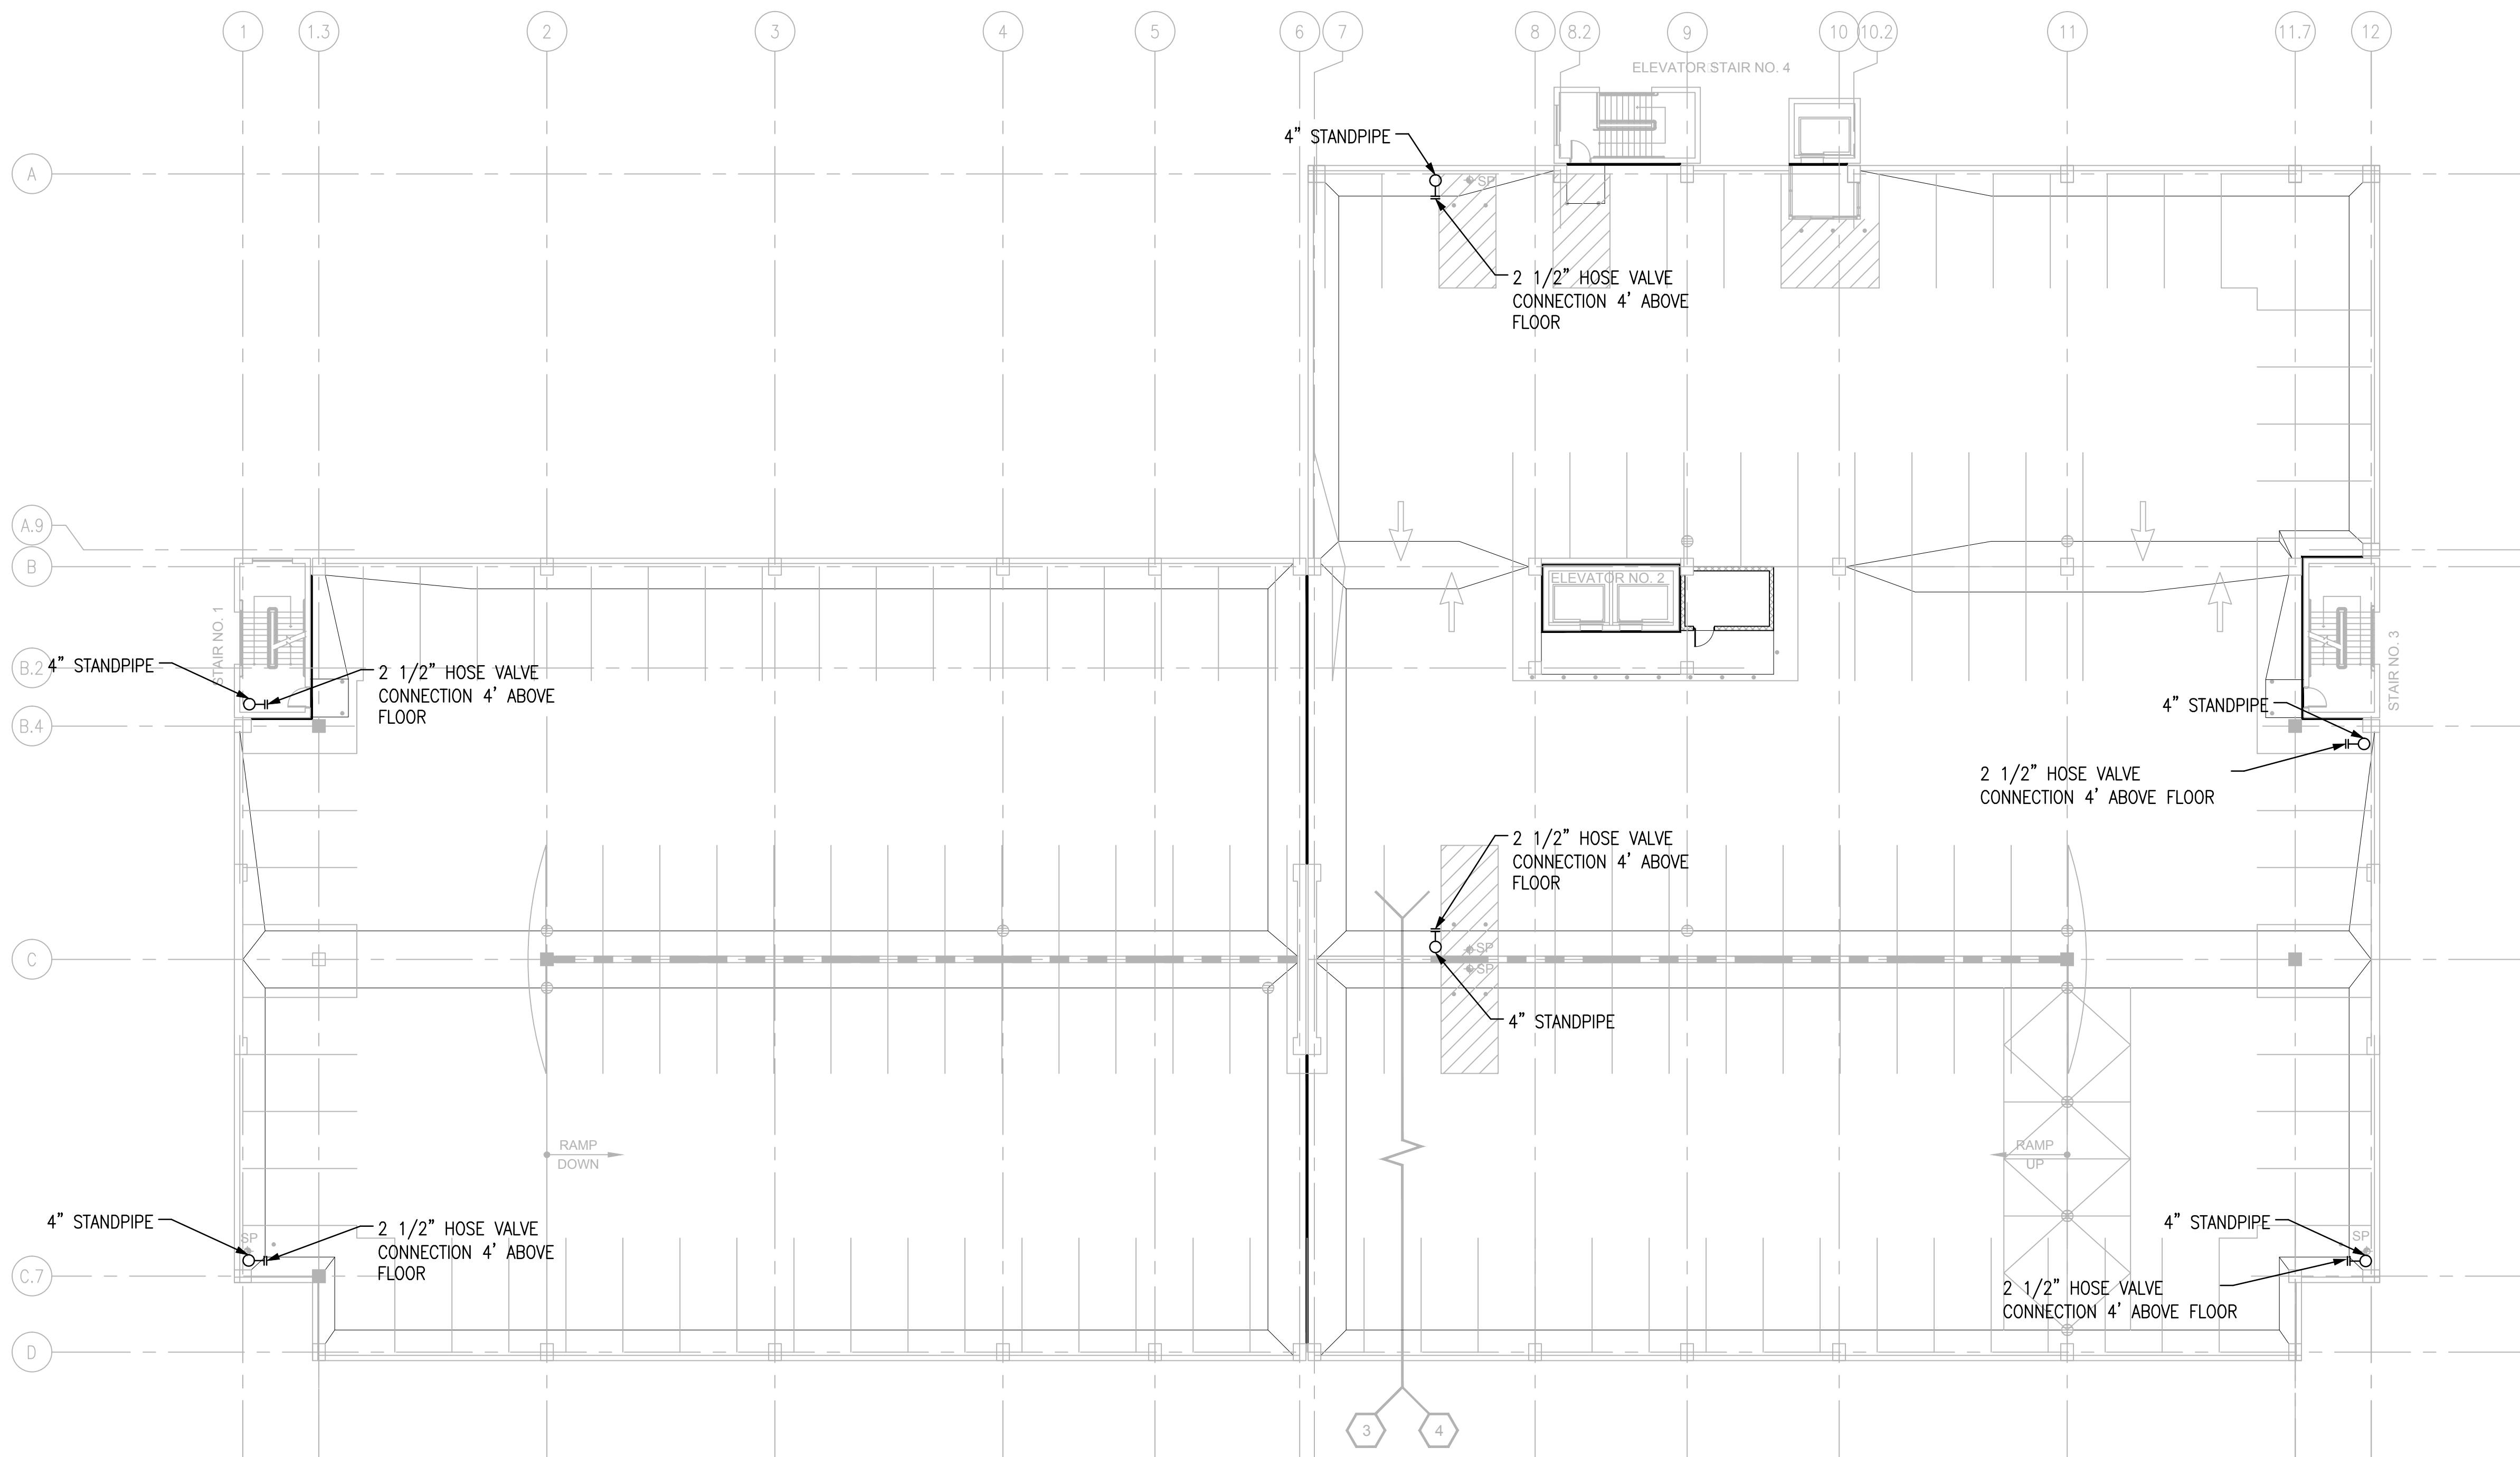 1
1.3
2
3
4
5
6
7
8
8.2
9
10
10.2
11
11.7
12
ELEVATOR STAIR NO. 4
4" STANDPIPE
A
SP
2 1/2" HOSE VALVE
CONNECTION 4' ABOVE
FLOOR
A.9
B
ELEVATOR NO. 2
STAIR NO. 1
B.2
4" STANDPIPE
2 1/2" HOSE VALVE
CONNECTION 4' ABOVE
FLOOR
STAIR NO. 3
4" STANDPIPE
B.4
2 1/2" HOSE VALVE
CONNECTION 4' ABOVE FLOOR
2 1/2" HOSE VALVE
CONNECTION 4' ABOVE
FLOOR
C
SP
SP
4" STANDPIPE
RAMP
DOWN
RAMP
UP
4" STANDPIPE
SP
2 1/2" HOSE VALVE
CONNECTION 4' ABOVE
FLOOR
4" STANDPIPE
SP
C.7
2 1/2" HOSE VALVE
CONNECTION 4' ABOVE FLOOR
D
3
4